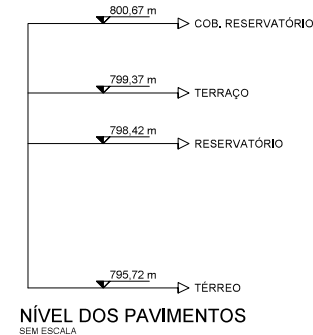 800,67 m
COB. RESERVATÓRIO
799,37 m
TERRAÇO
798,42 m
RESERVATÓRIO
795,72 m
TÉRREO
NÍVEL DOS PAVIMENTOS
SEM ESCALA